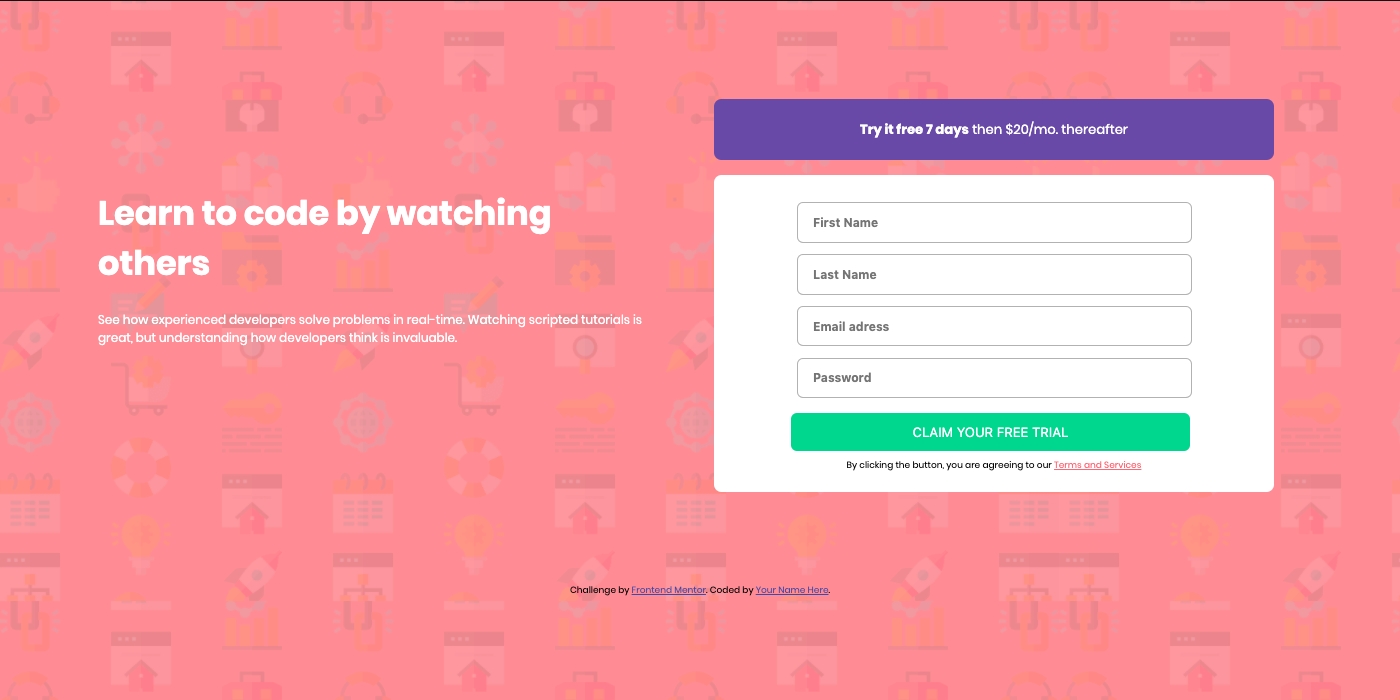 Try it free 7 days then $20/mo. thereafter
Learn to code by watching
others
See how experienced developers solve problems in real-time. Watching scripted tutorials is
great, but understanding how developers think is invaluable.
First Name
Last Name
Email adress
Password
CLAIM YOUR FREE TRIAL
By clicking the button, you are agreeing to our Terms and Services
Challenge by Frontend Mentor. Coded by Your Name Here.